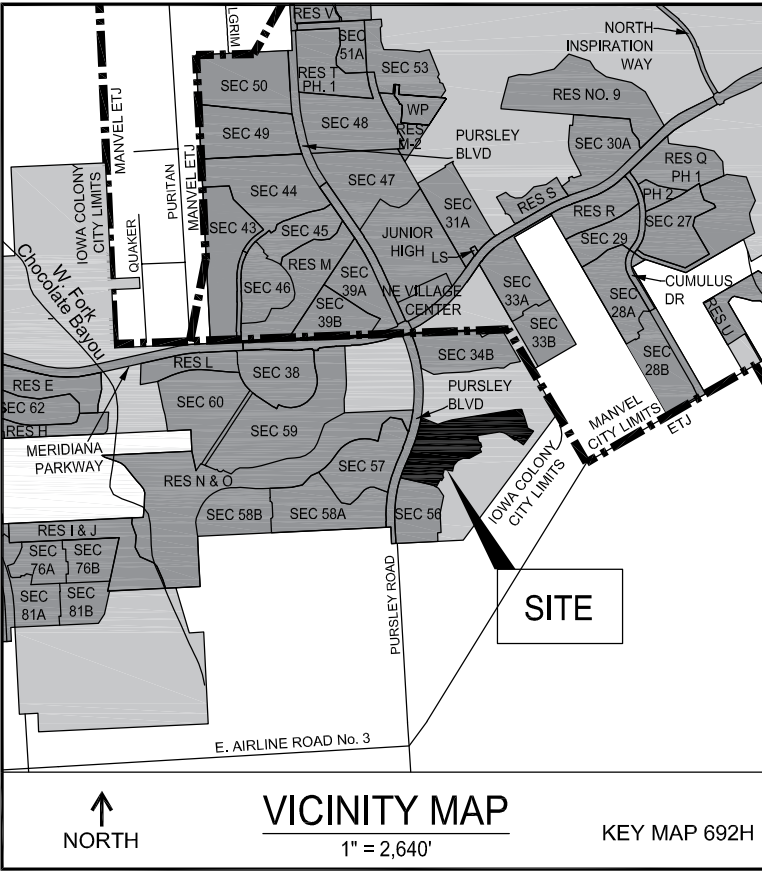 RES V
LGRIM
SEC
51A
SEC 53
NORTH
INSPIRATION
WAY
SEC 50
RES T
PH. 1
RES NO. 9
MANVEL ETJ
WP
SEC 49
SEC 48
RES
M-2
PURSLEY
BLVD
SEC 30A
RES Q
PH 1
IOWA COLONY
CITY LIMITS
PURITAN
MANVEL ETJ
SEC 44
SEC 47
SEC
31A
RES S
PH 2
RES R
SEC 27
QUAKER
SEC 43
SEC 45
JUNIOR
HIGH
LS
SEC 29
W. Fork
Chocolate Bayou
RES M
SEC
39A
SEC 46
NE VILLAGE
CENTER
SEC
33A
SEC
28A
CUMULUS
DR
SEC
39B
SEC
33B
RES U
RES L
SEC 38
SEC 34B
SEC
28B
RES E
SEC 62
RES H
SEC 60
PURSLEY
BLVD
MANVEL
CITY LIMITS
ETJ
MERIDIANA
PARKWAY
SEC 59
SEC 57
RES N & O
IOWA COLONY
CITY LIMITS
SEC 58B
SEC 58A
SEC 56
RES I & J
SEC
76A
SEC
76B
SEC
81A
SEC
81B
PURSLEY ROAD
SITE
E. AIRLINE ROAD No. 3
NORTH
VICINITY MAP
1" = 2,640'
KEY MAP 692H